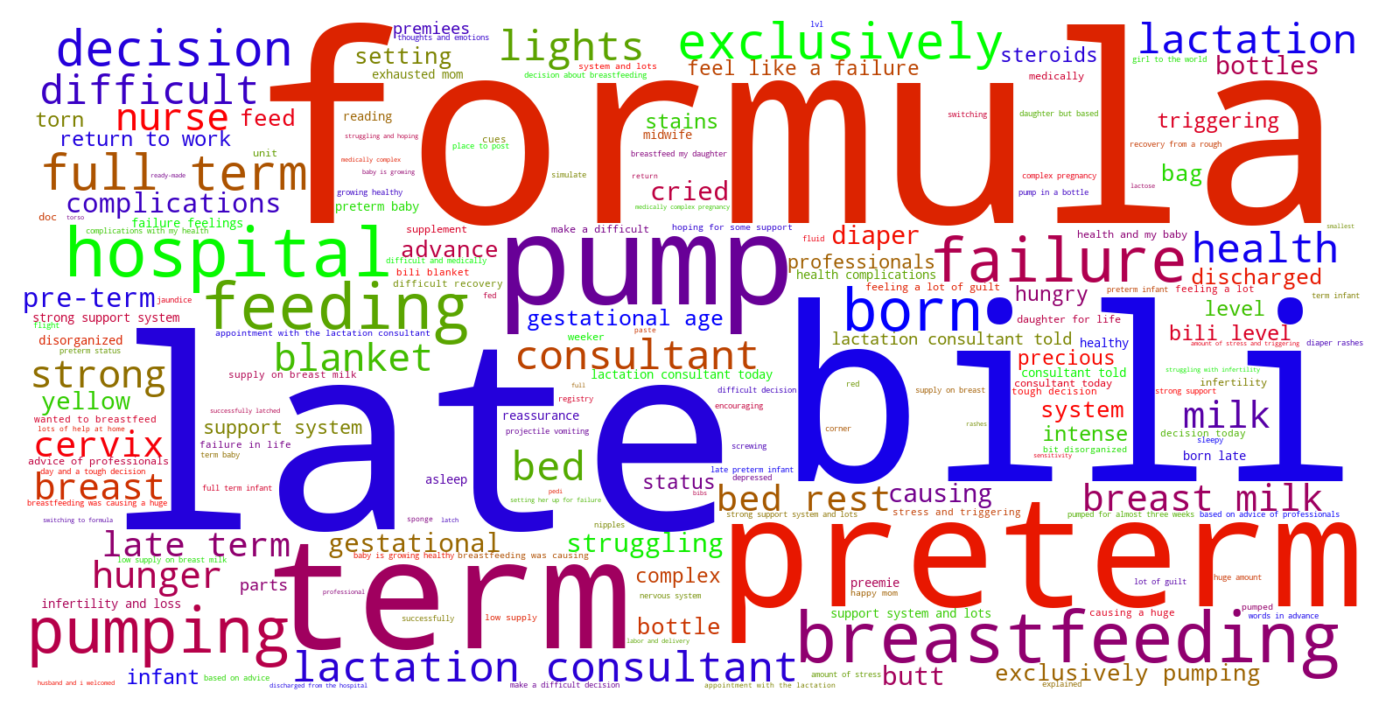 premiees
thoughts and emotions
lvl
decision
formula
lights
exclusively
lactation
setting
steroids
girl to the world
system and lots
feel like a failure
bottles
exhausted mom
decision about breastfeeding
medically
difficult
reading
stains
switching
daughter but based
triggering
torn
nurse
feed
midwife
struggling and hoping
cues
return to work
place to post
recovery from a rough
unit
breastfeed my daughter
full term
medically complex
ready-made
baby is growing
simulate
return
complex pregnancy
bag
lactose
growing healthy
cried
pump in a bottle
complications
preterm baby
medically complex pregnancy
doc
torso
failure feelings
smallest
complications with my health
supplement
make a difficult
hoping for some support
diaper
health and my baby
hospital
advance
pump
fluid
failure
health
professionals
difficult and medically
bili blanket
health complications
discharged
difficult recovery
feeling a lot of guilt
preterm infant
feeling a lot
pre-term
jaundice
feeding
fed
born
hungry
term infant
strong support system
gestational age
daughter for life
level
flight
appointment with the lactation consultant
paste
weeker
lactation consultant told
healthy
bili level
disorganized
amount of stress and triggering
diaper rashes
preterm status
blanket
consultant
precious
strong
late
bili
consultant told
struggling with infertility
supply on breast milk
lactation consultant today
consultant today
infertility
full
red
tough decision
strong support
difficult decision
supply on breast
yellow
registry
successfully latched
reassurance
encouraging
system
milk
wanted to breastfeed
support system
lots of help at home
projectile vomiting
corner
rashes
intense
decision today
cervix
failure in life
screwing
sleepy
term baby
bit disorganized
advice of professionals
born late
sensitivity
day and a tough decision
bed
late preterm infant
pedi
asleep
status
depressed
breast
full term infant
bibs
setting her up for failure
bed rest
causing
breast milk
breastfeeding was causing a huge
stress and triggering
strong support system and lots
pumped for almost three weeks
based on advice of professionals
switching to formula
sponge
latch
nipples
preterm
late term
gestational
struggling
baby is growing healthy
breastfeeding was causing
low supply on breast milk
term
hunger
parts
complex
preemie
lot of guilt
huge amount
nervous system
happy mom
professional
infertility and loss
bottle
support system and lots
causing a huge
pumped
successfully
low supply
words in advance
pumping
labor and delivery
breastfeeding
lactation consultant
infant
based on advice
butt
exclusively pumping
husband and i welcomed
discharged from the hospital
make a difficult decision
amount of stress
appointment with the lactation
explained